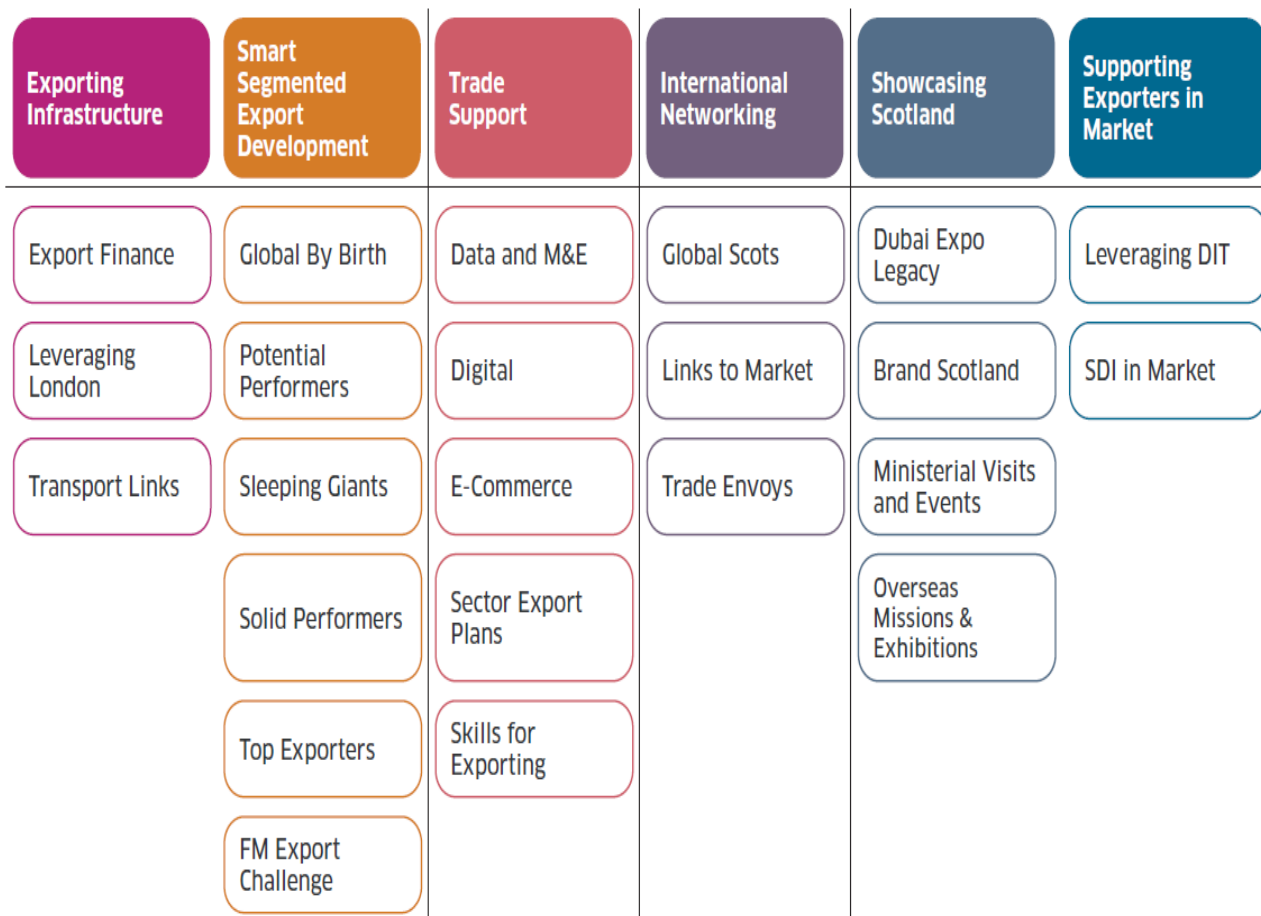 Exporting
Infrastructure
Smart
Segmented
Export
Development
Trade
Support
International
Networking
Showcasing
Scotland
Supporting
Exporters in
Market
Export Finance
Leveraging
London
Transport Links
Global By Birth
Potential
Performers
Sleeping Giants
Solid Performers
Top Exporters
FM Export
Challenge
Data and M&E
Digital
E-Commerce
Sector Export
Plans
Skills for
Exporting
Global Scots
Links to Market
Trade Envoys
Dubai Expo
Legacy
Brand Scotland
Ministerial Visits
and Events
Overseas
Missions &
Exhibitions
Leveraging DIT
SDI in Market